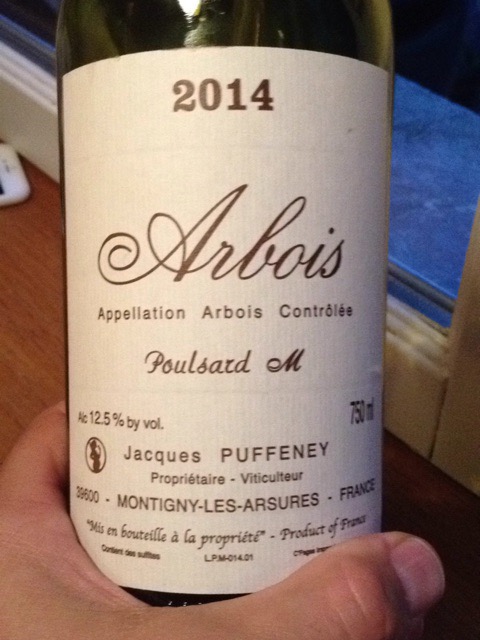 2014
Arbois
Appellation Arbois Contrôlée
Poulsard M
Alc 12.5 % by vol. 750 ml
Jacques PUFFENEY
Propriétaire - Viticulteur
39600 - MONTIGNY-LES-ARSURES - FRANCE
"Mis en bouteille à la propriété" - Product of France
Contient des sulfites L.P.M-014.01